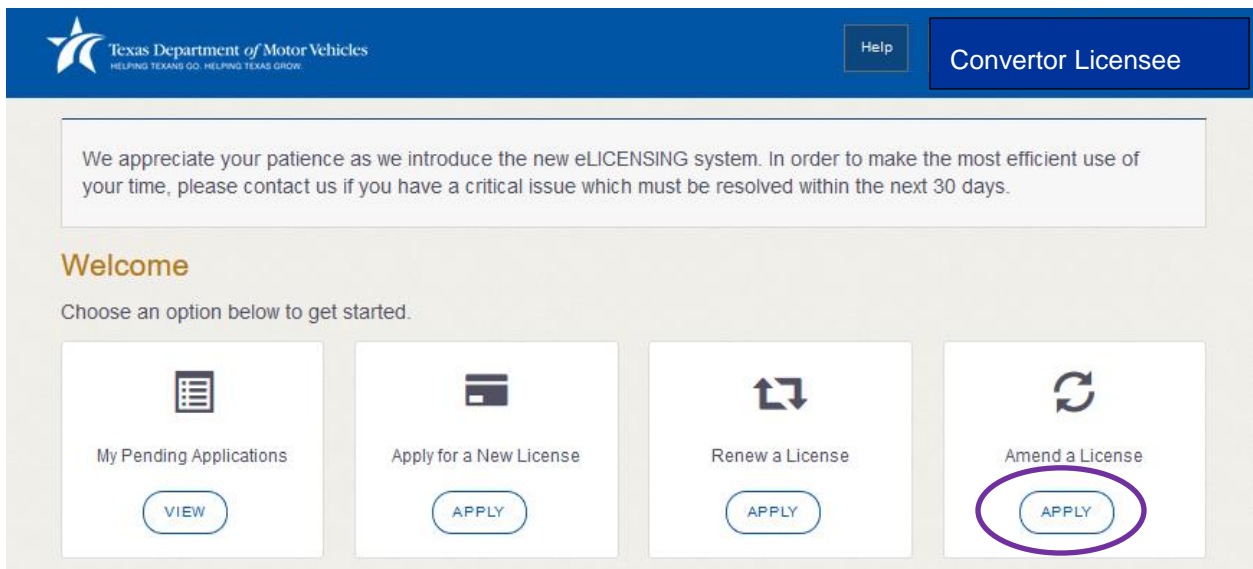 Texas Department of Motor Vehicles
HELPING TEXANS GO. HELPING TEXAS GROW.
Help
Convertor Licensee
We appreciate your patience as we introduce the new eLICENSING system. In order to make the most efficient use of
your time, please contact us if you have a critical issue which must be resolved within the next 30 days.
Welcome
Choose an option below to get started.
My Pending Applications
Apply for a New License
Renew a License
Amend a License
VIEW
APPLY
APPLY
APPLY